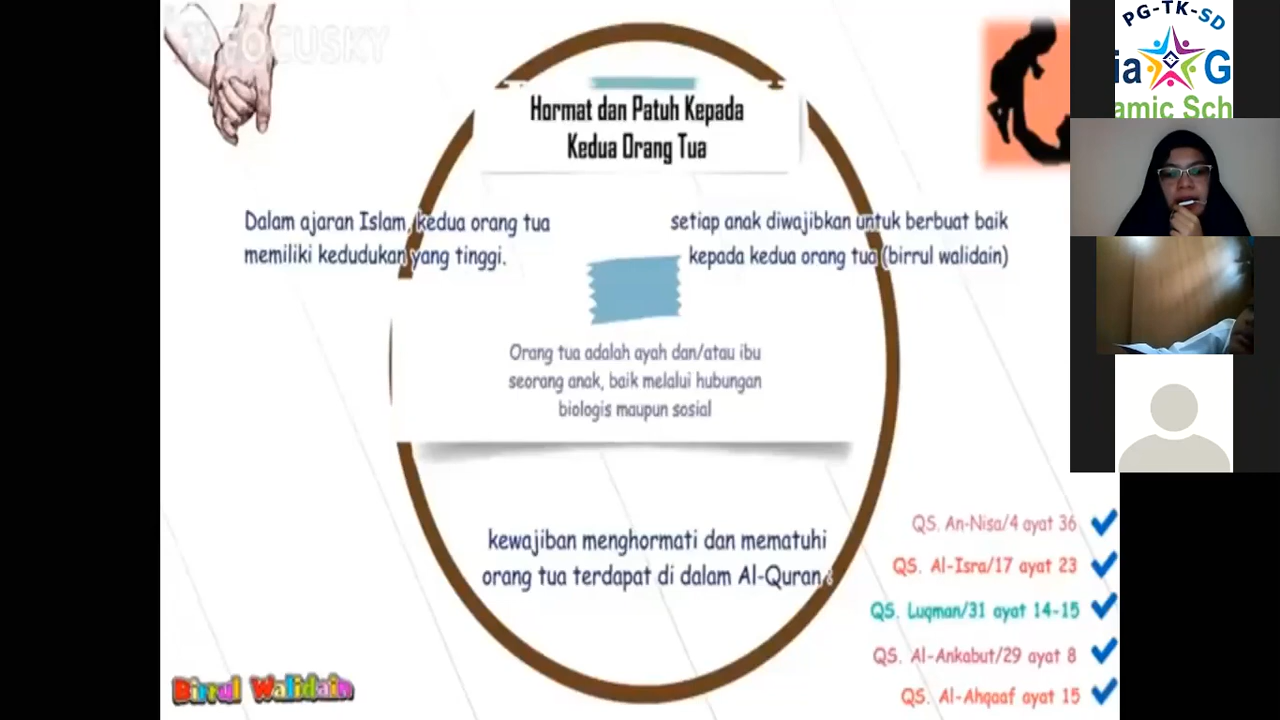 FOCUSKY
Hormat dan Patuh Kepada
Kedua Orang Tua
Dalam ajaran Islam, kedua orang tua
memiliki kedudukan yang tinggi.
setiap anak diwajibkan untuk berbuat baik
kepada kedua orang tua (birrul walidain)
Orang tua adalah ayah dan/atau ibu
seorang anak, baik melalui hubungan
biologis maupun sosial
kewajiban menghormati dan mematuhi
orang tua terdapat di dalam Al-Quran :
QS. An-Nisa/4 ayat 36
QS. Al-Isra/17 ayat 23
QS. Luqman/31 ayat 14-15
QS. Al-Ankabut/29 ayat 8
QS. Al-Ahqaaf ayat 15
Birrul Walidain
PG-TK-SD
ia G
amic Sch